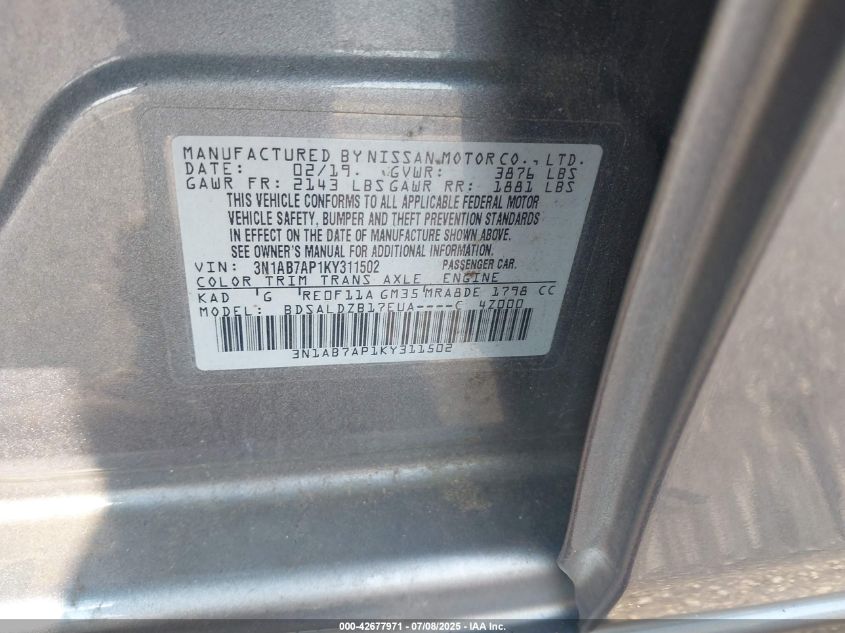 MANUFACTURED BY NISSAN MOTOR CO., LTD.
DATE: 02/19. GVWR: 3876 LBS
GAWR FR: 2143 LBS GAWR RR: 1881 LBS
THIS VEHICLE CONFORMS TO ALL APPLICABLE FEDERAL MOTOR
VEHICLE SAFETY, BUMPER AND THEFT PREVENTION STANDARDS
IN EFFECT ON THE DATE OF MANUFACTURE SHOWN ABOVE.
SEE OWNER'S MANUAL FOR ADDITIONAL INFORMATION.
VIN: 3N1AB7AP1KY311502 PASSENGER CAR.
COLOR TRIM TRANS AXLE ENGINE
KAD G RE0F11A GM35 MRA8DE 1798 CC
MODEL: BDSALDZB17EUA----C 4Z000
3N1AB7AP1KY311502
000-42677971 - 07/08/2025 - IAA Inc.